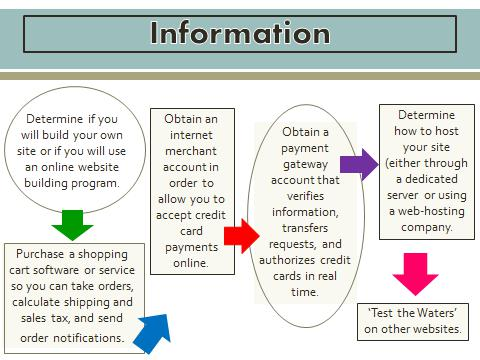 Information
Determine if you
will build your own
site or if you will use
an online website
building program.
Purchase a shopping
cart software or service
so you can take orders,
calculate shipping and
sales tax, and send
order notifications.
Obtain an
internet
merchant
account in
order to
allow you to
accept credit
card
payments
online.
Obtain a
payment
gateway
account that
verifies
information,
transfers
requests, and
authorizes credit
cards in real
time.
Determine
how to host
your site
(either through
a dedicated
server or using
a web-hosting
company.
'Test the Waters'
on other websites.